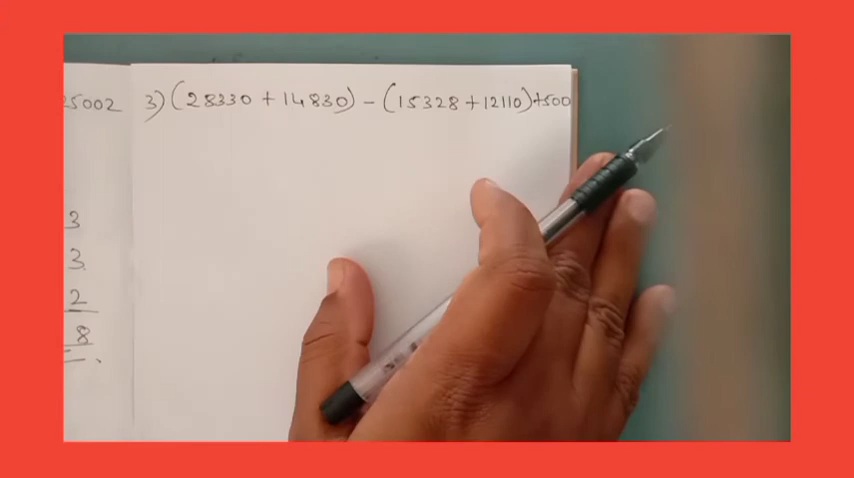 25002 3) (28330 + 14830) - (15328 + 12110) + 500
3
3
2
8